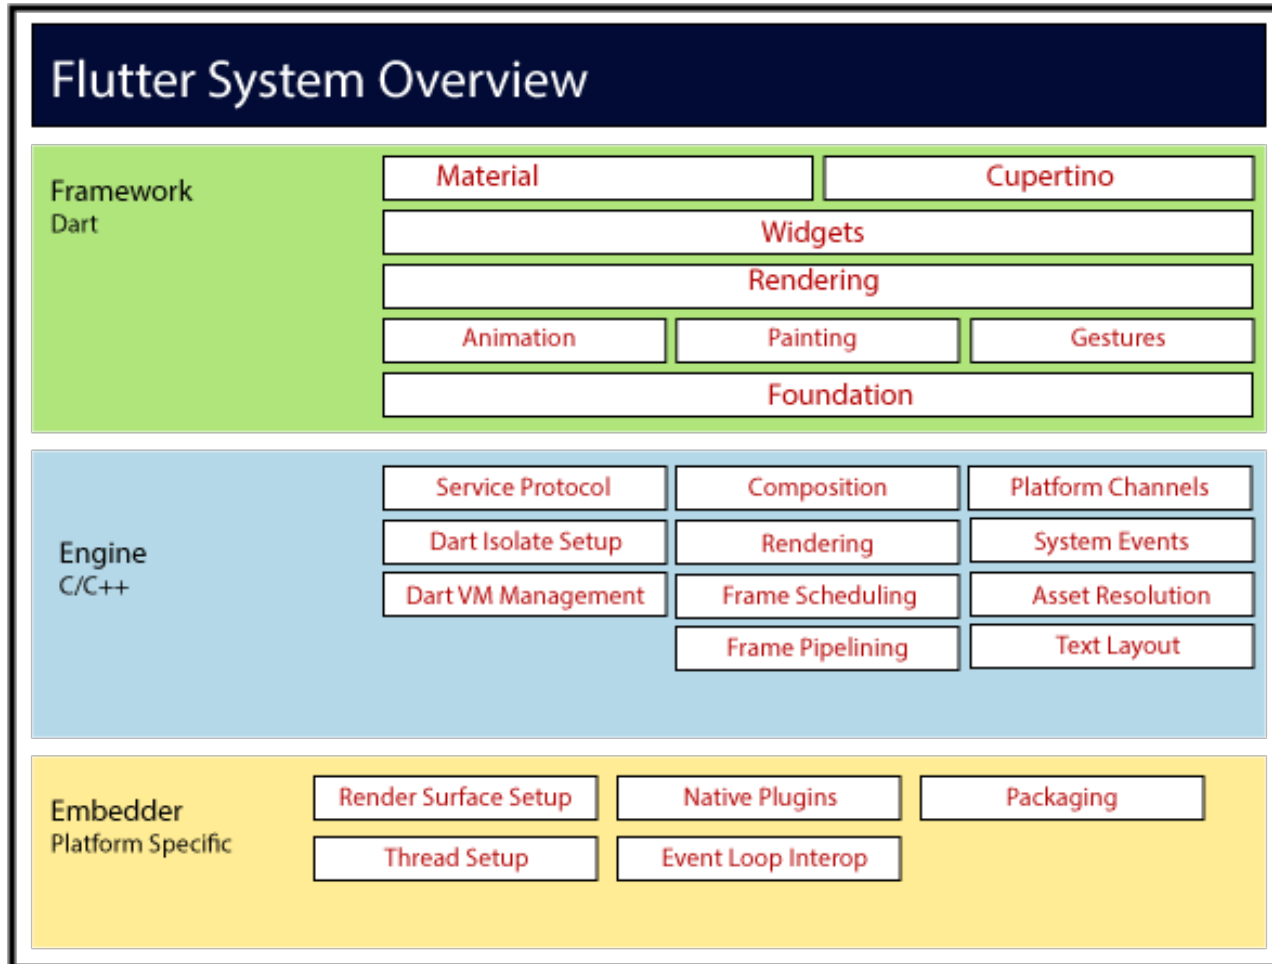 Flutter System Overview
Framework
Dart
Material
Cupertino
Widgets
Rendering
Animation
Painting
Gestures
Foundation
Engine
C/C++
Service Protocol
Composition
Platform Channels
Dart Isolate Setup
Rendering
System Events
Dart VM Management
Frame Scheduling
Asset Resolution
Frame Pipelining
Text Layout
Embedder
Platform Specific
Render Surface Setup
Native Plugins
Packaging
Thread Setup
Event Loop Interop